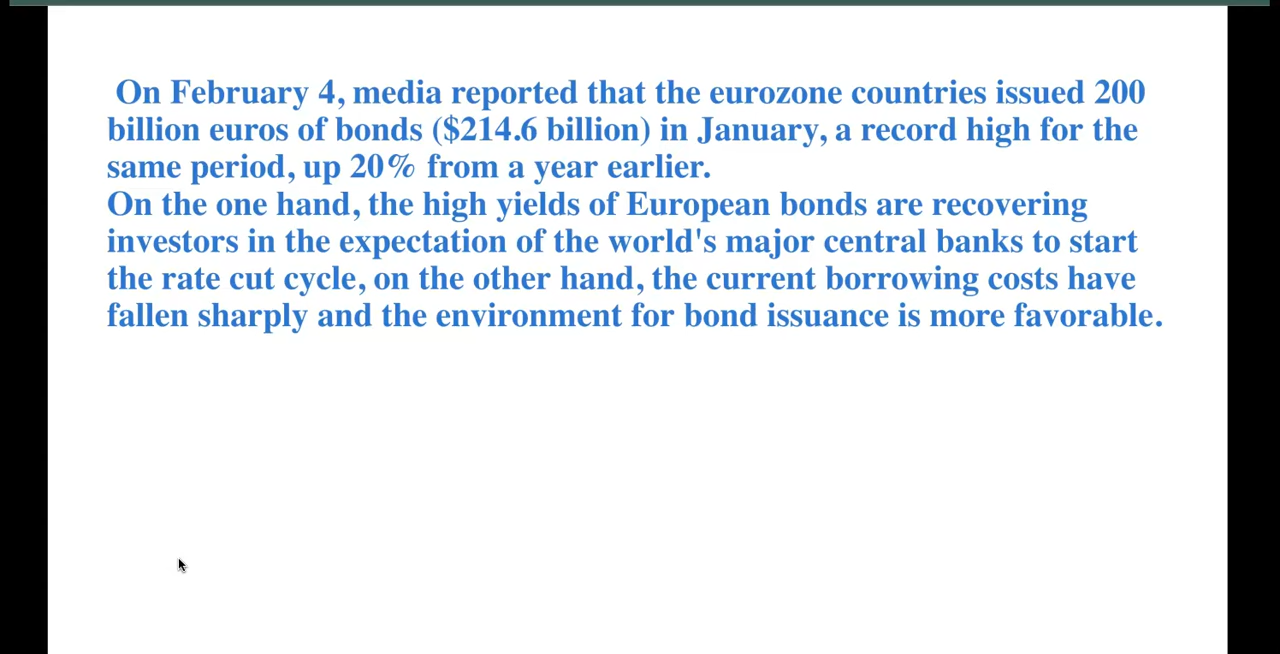 On February 4, media reported that the eurozone countries issued 200
billion euros of bonds ($214.6 billion) in January, a record high for the
same period, up 20% from a year earlier.
On the one hand, the high yields of European bonds are recovering
investors in the expectation of the world's major central banks to start
the rate cut cycle, on the other hand, the current borrowing costs have
fallen sharply and the environment for bond issuance is more favorable.